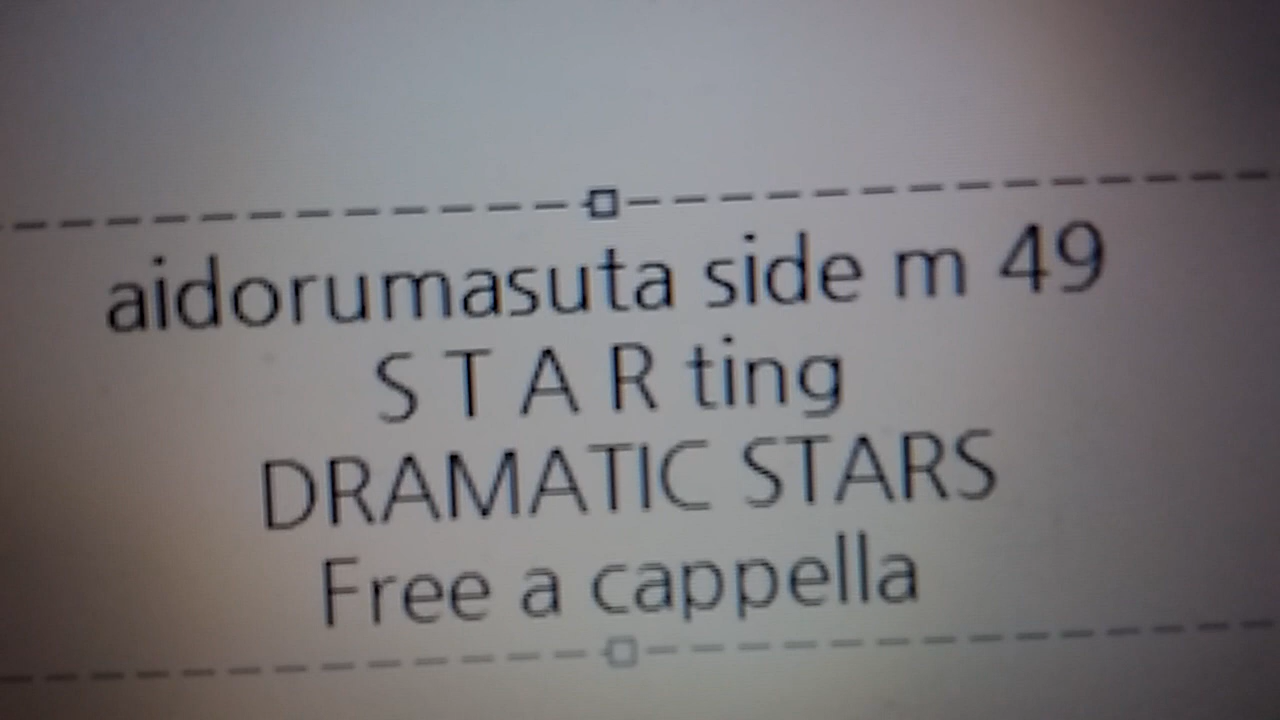 aidorumasuta side m 49
S T A R ting
DRAMATIC STARS
Free a cappella